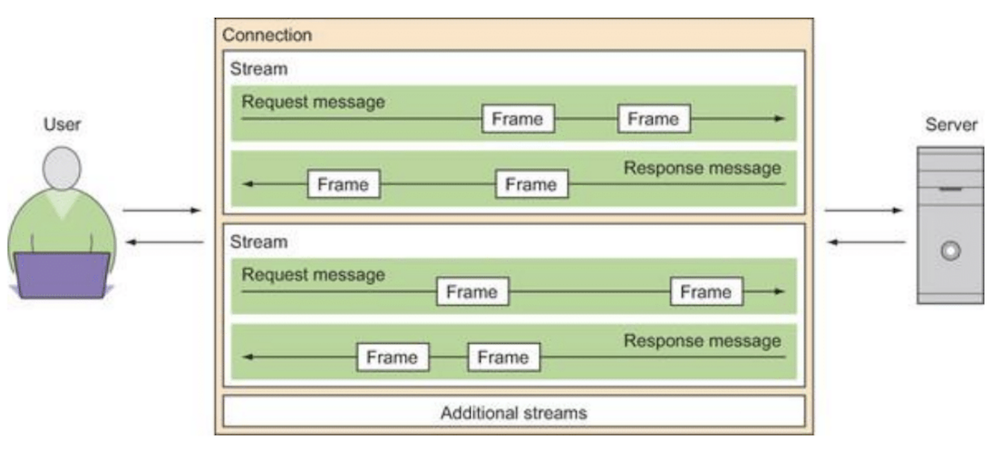 Connection
Stream
Request message
Frame
Frame
User
Server
Response message
Frame
Frame
Stream
Request message
Frame
Frame
Response message
Frame
Frame
Additional streams